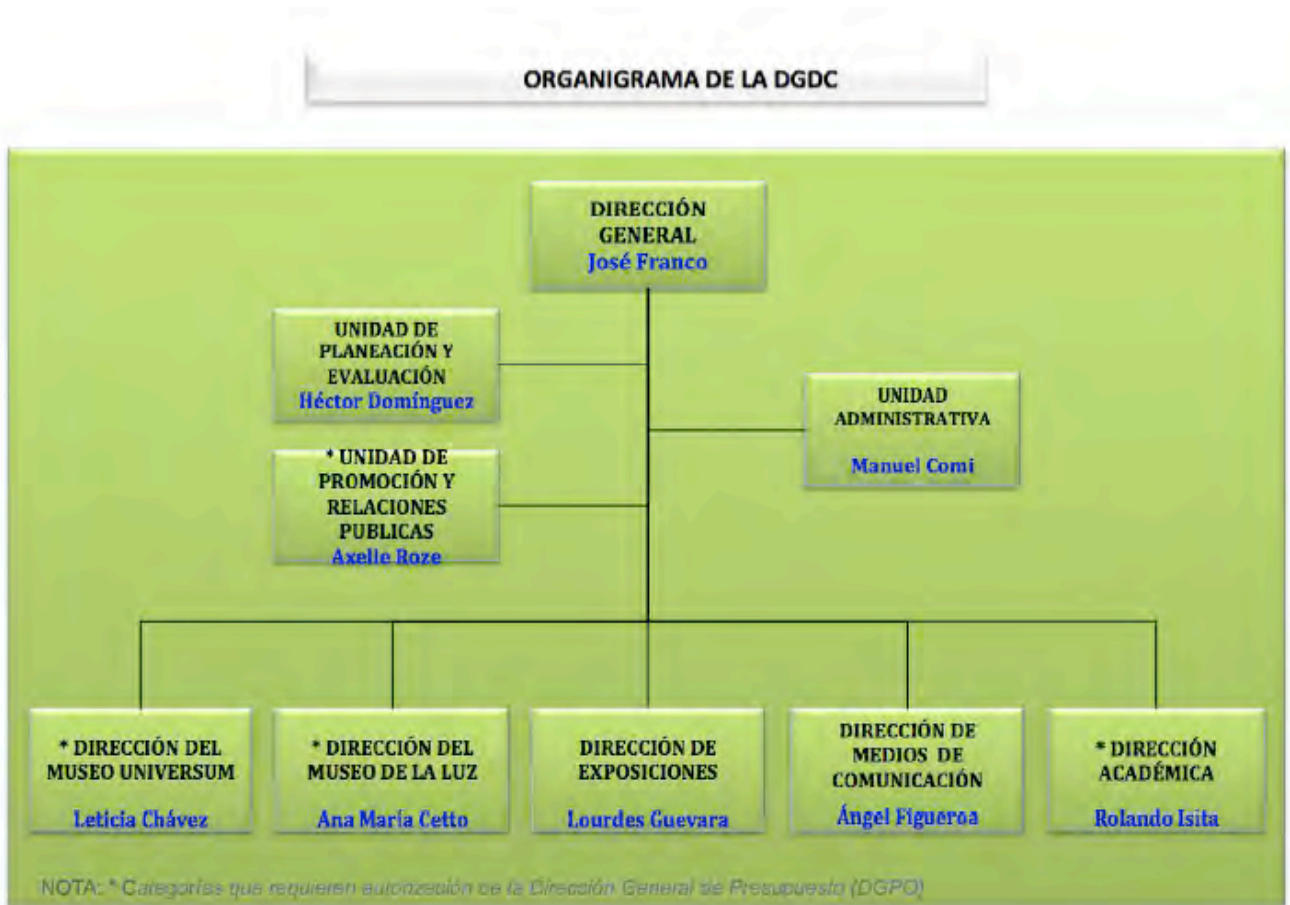 ORGANIGRAMA DE LA DGDC
DIRECCIÓN
GENERAL
José Franco
UNIDAD DE
PLANEACIÓN Y
EVALUACIÓN
Héctor Domínguez
UNIDAD
ADMINISTRATIVA
Manuel Comi
* UNIDAD DE
PROMOCIÓN Y
RELACIONES
PUBLICAS
Axelle Roze
* DIRECCIÓN DEL
MUSEO UNIVERSUM
Leticia Chávez
* DIRECCIÓN DEL
MUSEO DE LA LUZ
Ana María Cetto
DIRECCIÓN DE
EXPOSICIONES
Lourdes Guevara
DIRECCIÓN DE
MEDIOS DE
COMUNICACIÓN
Ángel Figueroa
* DIRECCIÓN
ACADÉMICA
Rolando Isita
NOTA: * Categorías que requieren autorización de la Dirección General de Presupuesto (DGPO)